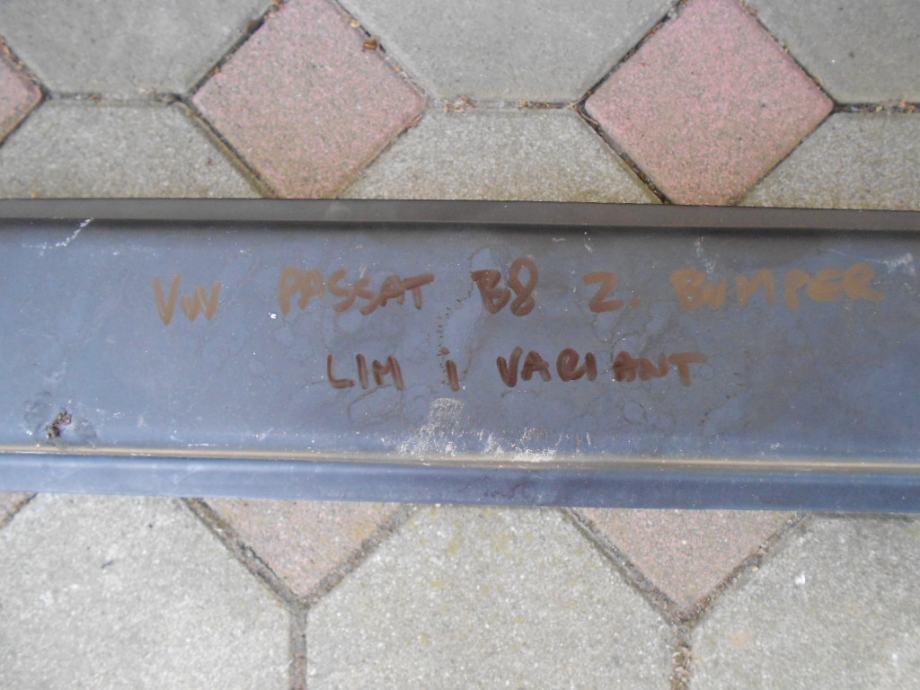 VW PASSAT B8 Z. BUMPER
LIM i VARIANT